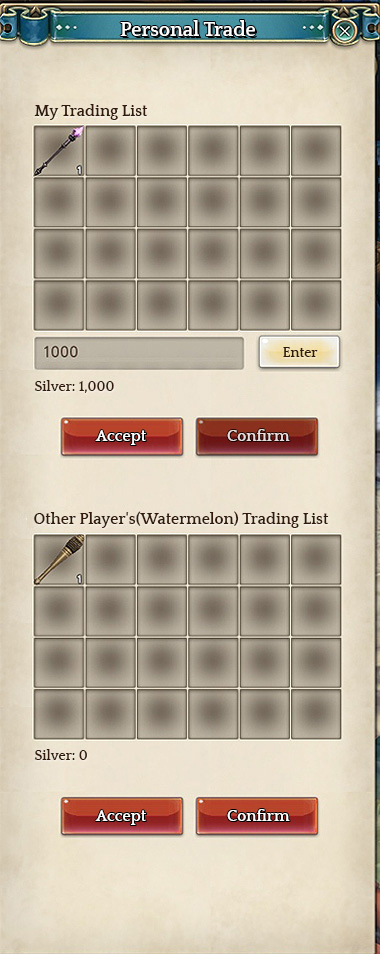 Personal Trade
My Trading List
1
1000
Enter
Silver: 1,000
Accept Confirm
Other Player's(Watermelon) Trading List
1
Silver: 0
Accept Confirm